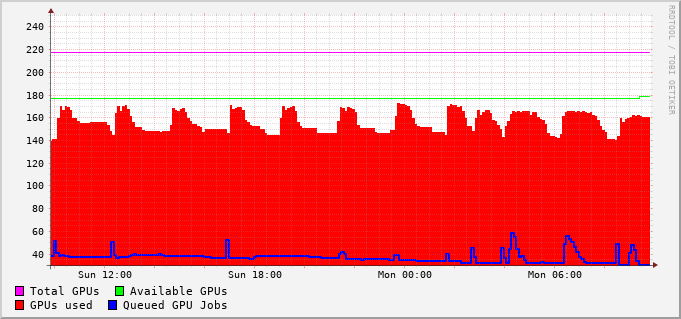 RRDTOOL / TOBI OETIKER
240
220
200
180
160
140
120
100
80
60
40
Sun 12:00 Sun 18:00 Mon 00:00 Mon 06:00
Total GPUs Available GPUs
GPUs used Queued GPU Jobs